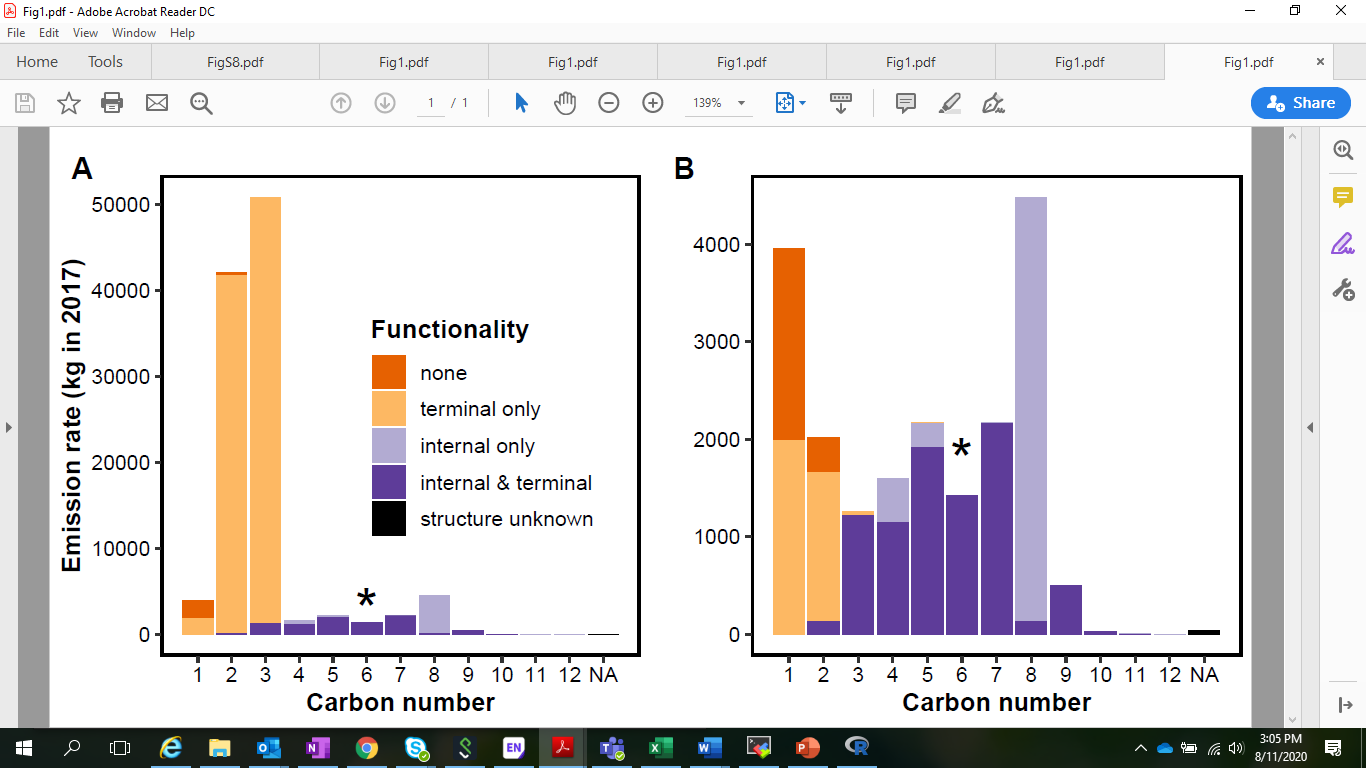 Fig1.pdf - Adobe Acrobat Reader DC
File Edit View Window Help
Home Tools FigS8.pdf Fig1.pdf Fig1.pdf Fig1.pdf Fig1.pdf Fig1.pdf Fig1.pdf
1 / 1 139% Share
A
Emission rate (kg in 2017)
50000
40000
30000
20000
10000
0
Functionality
none
terminal only
internal only
internal & terminal
structure unknown
*
1 2 3 4 5 6 7 8 9 10 11 12 NA
Carbon number
B
4000
3000
2000
1000
0
*
1 2 3 4 5 6 7 8 9 10 11 12 NA
Carbon number
EN
3:05 PM
8/11/2020